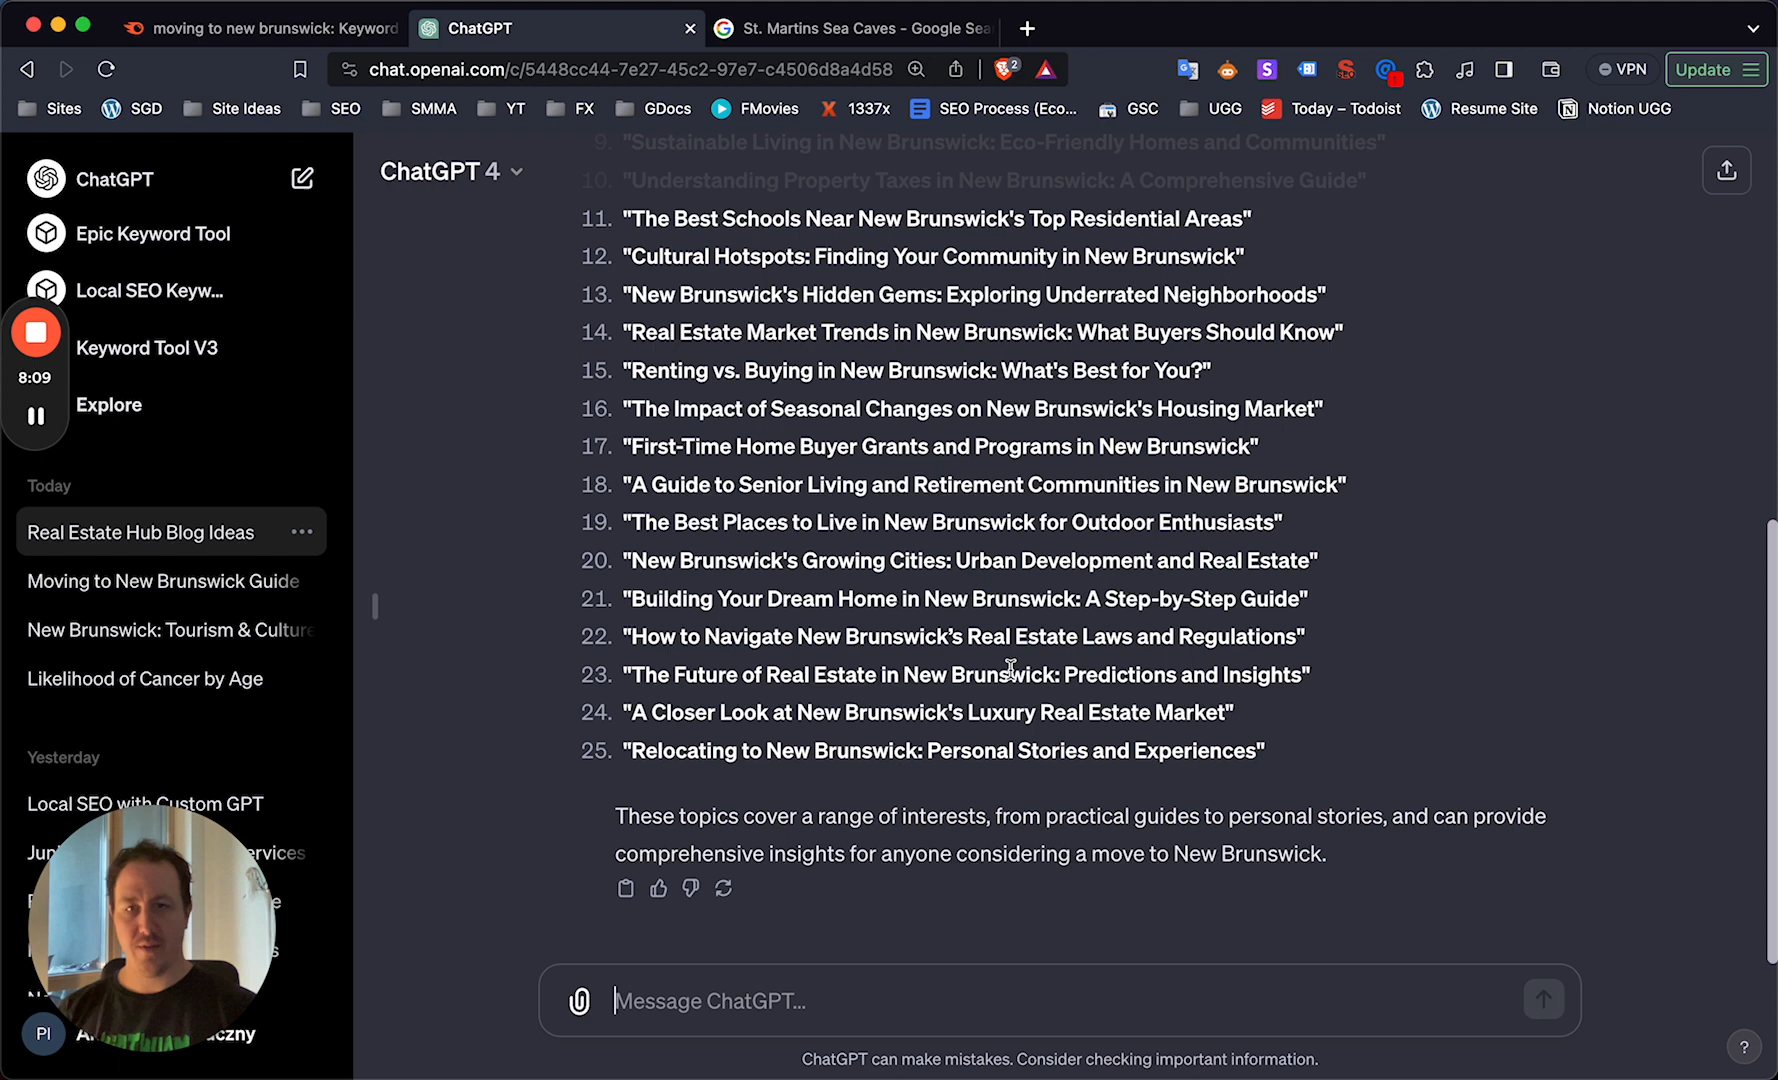 moving to new brunswick: Keyword
ChatGPT
St. Martins Sea Caves - Google Sea
chat.openai.com/c/5448cc44-7e27-45c2-97e7-c4506d8a4d58
2
VPN
Update
Sites
SGD
Site Ideas
SEO
SMMA
YT
FX
GDocs
FMovies
1337x
SEO Process (Eco...
GSC
UGG
Today – Todoist
Resume Site
Notion UGG
ChatGPT
Epic Keyword Tool
Local SEO Keyw...
Keyword Tool V3
Explore
8:09
Today
Real Estate Hub Blog Ideas
Moving to New Brunswick Guide
New Brunswick: Tourism & Culture
Likelihood of Cancer by Age
Yesterday
Local SEO with Custom GPT
ervices
PI
aczny
ChatGPT 4
9. "Sustainable Living in New Brunswick: Eco-Friendly Homes and Communities"
10. "Understanding Property Taxes in New Brunswick: A Comprehensive Guide"
11. "The Best Schools Near New Brunswick's Top Residential Areas"
12. "Cultural Hotspots: Finding Your Community in New Brunswick"
13. "New Brunswick's Hidden Gems: Exploring Underrated Neighborhoods"
14. "Real Estate Market Trends in New Brunswick: What Buyers Should Know"
15. "Renting vs. Buying in New Brunswick: What's Best for You?"
16. "The Impact of Seasonal Changes on New Brunswick's Housing Market"
17. "First-Time Home Buyer Grants and Programs in New Brunswick"
18. "A Guide to Senior Living and Retirement Communities in New Brunswick"
19. "The Best Places to Live in New Brunswick for Outdoor Enthusiasts"
20. "New Brunswick's Growing Cities: Urban Development and Real Estate"
21. "Building Your Dream Home in New Brunswick: A Step-by-Step Guide"
22. "How to Navigate New Brunswick’s Real Estate Laws and Regulations"
23. "The Future of Real Estate in New Brunswick: Predictions and Insights"
24. "A Closer Look at New Brunswick's Luxury Real Estate Market"
25. "Relocating to New Brunswick: Personal Stories and Experiences"
These topics cover a range of interests, from practical guides to personal stories, and can provide
comprehensive insights for anyone considering a move to New Brunswick.
Message ChatGPT...
ChatGPT can make mistakes. Consider checking important information.
?